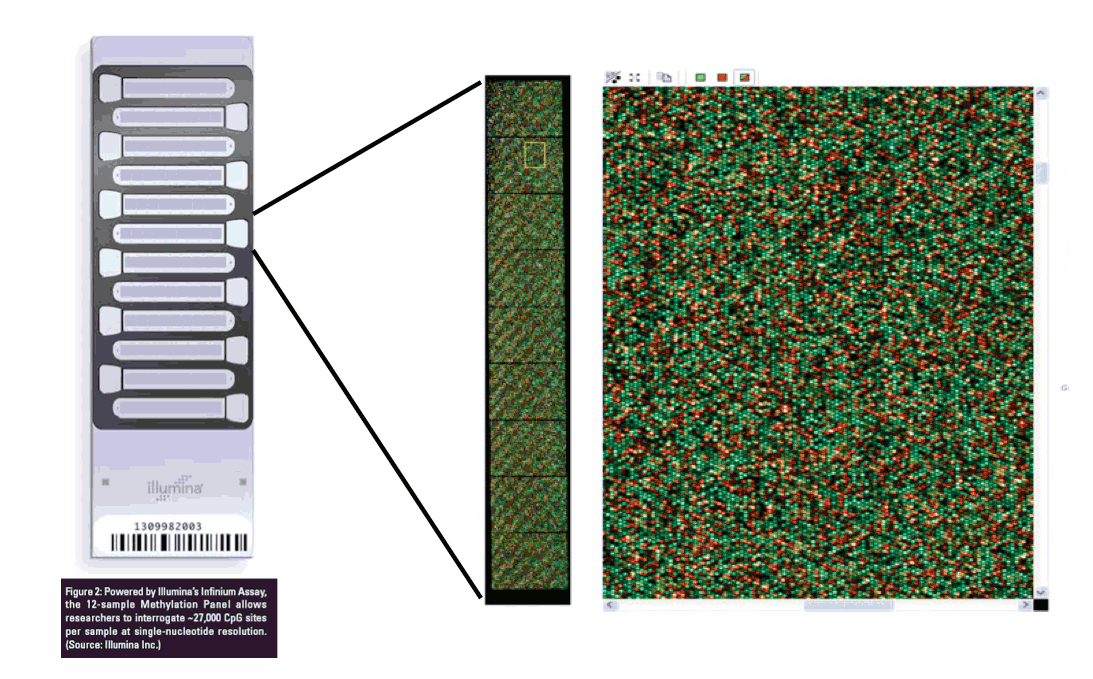 illumina
1309982003
Figure 2: Powered by Illumina's Infinium Assay,
the 12-sample Methylation Panel allows
researchers to interrogate ~27,000 CpG sites
per sample at single-nucleotide resolution.
(Source: Illumina Inc.)